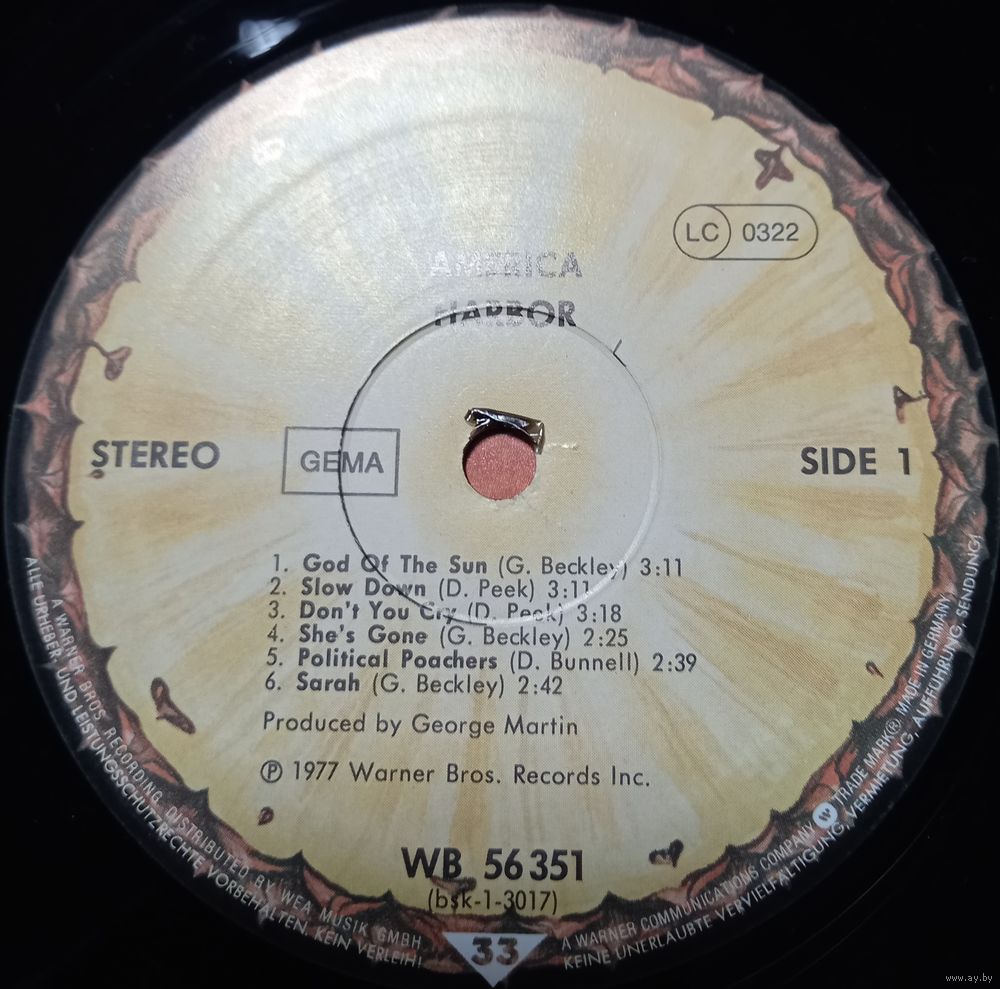 LC 0322
AMERICA
HARBOR
STEREO
GEMA
SIDE 1
1. God Of The Sun (G. Beckley) 3:11
2. Slow Down (D. Peek) 3:11
3. Don't You Cry (D. Peek) 3:18
4. She's Gone (G. Beckley) 2:25
5. Political Poachers (D. Bunnell) 2:39
6. Sarah (G. Beckley) 2:42
Produced by George Martin
℗ 1977 Warner Bros. Records Inc.
WB 56 351
(bsk-1-3017)
33
A WARNER BROS RECORDING DISTRIBUTED BY WEA MUSIK GMBH
ALLE URHEBER UND LEISTUNGSSCHUTZRECHTE VORBEHALTEN, KEIN VERLEIH!
A WARNER COMMUNICATIONS COMPANY W TRADE MARK® MADE IN GERMANY
KEINE UNERLAUBTE VERVIELFÄLTIGUNG, VERMIETUNG, AUFFÜHRUNG, SENDUNG!
www.ay.by